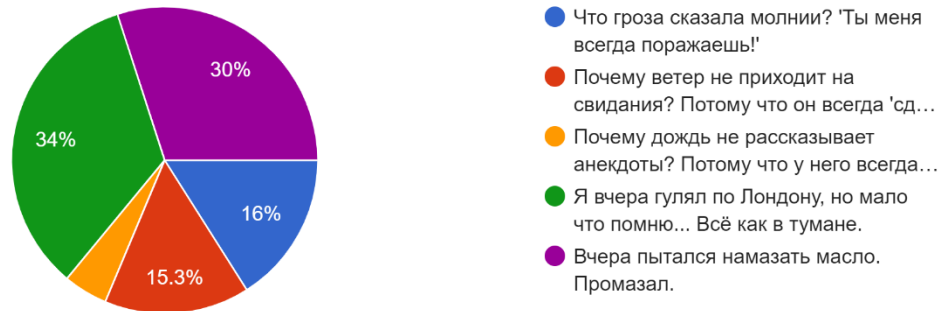 30%
34%
16%
15.3%
Что гроза сказала молнии? 'Ты меня
всегда поражаешь!'
Почему ветер не приходит на
свидания? Потому что он всегда 'сд…
Почему дождь не рассказывает
анекдоты? Потому что у него всегда…
Я вчера гулял по Лондону, но мало
что помню... Всё как в тумане.
Вчера пытался намазать масло.
Промазал.